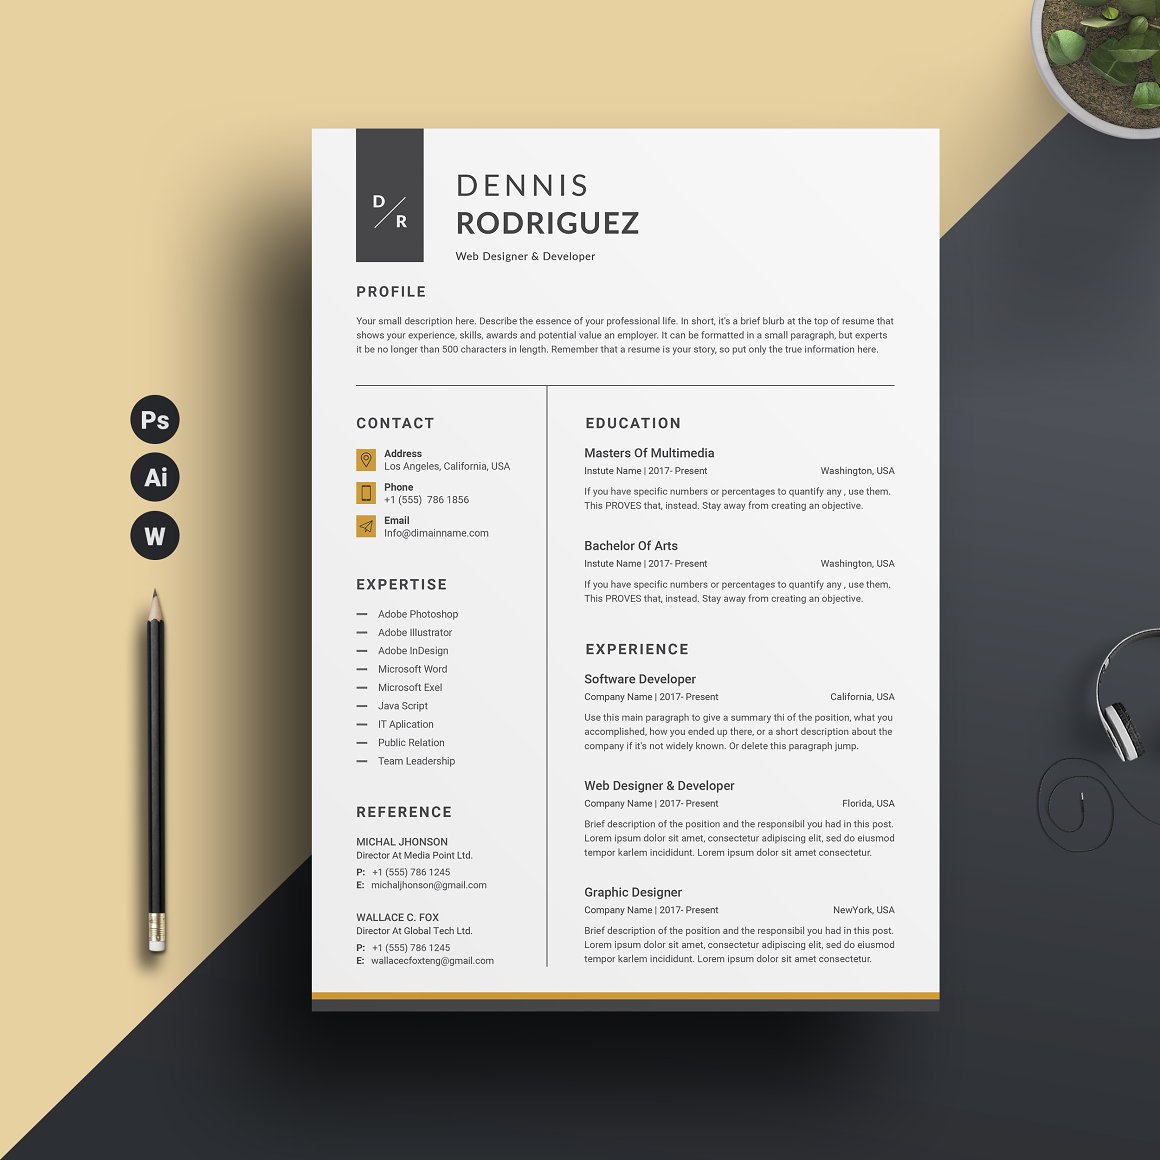 Ps
Ai
W
D
R
DENNIS
RODRIGUEZ
Web Designer & Developer
PROFILE
Your small description here. Describe the essence of your professional life. In short, it's a brief blurb at the top of resume that
shows your experience, skills, awards and potential value an employer. It can be formatted in a small paragraph, but experts
it be no longer than 500 characters in length. Remember that a resume is your story, so put only the true information here.
CONTACT
Address
Los Angeles, California, USA
Phone
+1 (555) 786 1856
Email
Info@dimainname.com
EXPERTISE
Adobe Photoshop
Adobe Illustrator
Adobe InDesign
Microsoft Word
Microsoft Exel
Java Script
IT Aplication
Public Relation
Team Leadership
REFERENCE
MICHAL JHONSON
Director At Media Point Ltd.
P: +1 (555) 786 1245
E: michaljhonson@gmail.com
WALLACE C. FOX
Director At Global Tech Ltd.
P: +1 (555) 786 1245
E: wallacecfoxteng@gmail.com
EDUCATION
Masters Of Multimedia
Instute Name | 2017- Present Washington, USA
If you have specific numbers or percentages to quantify any , use them.
This PROVES that, instead. Stay away from creating an objective.
Bachelor Of Arts
Instute Name | 2017- Present Washington, USA
If you have specific numbers or percentages to quantify any , use them.
This PROVES that, instead. Stay away from creating an objective.
EXPERIENCE
Software Developer
Company Name | 2017- Present California, USA
Use this main paragraph to give a summary thi of the position, what you
accomplished, how you ended up there, or a short description about the
company if it's not widely known. Or delete this paragraph jump.
Web Designer & Developer
Company Name | 2017- Present Florida, USA
Brief description of the position and the responsibil you had in this post.
Lorem ipsum dolor sit amet, consectetur adipiscing elit, sed do eiusmod
tempor karlem incididunt. Lorem ipsum dolor sit amet consectetur.
Graphic Designer
Company Name | 2017- Present NewYork, USA
Brief description of the position and the responsibil you had in this post.
Lorem ipsum dolor sit amet, consectetur adipiscing elit, sed do eiusmod
tempor karlem incididunt. Lorem ipsum dolor sit amet consectetur.